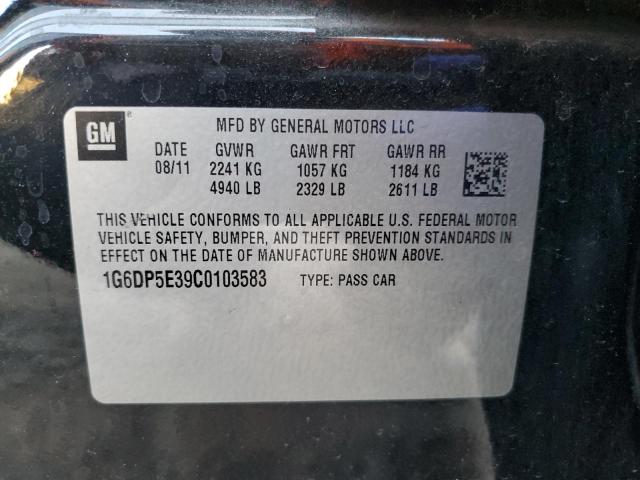 GM
MFD BY GENERAL MOTORS LLC
DATE GVWR GAWR FRT GAWR RR
08/11 2241 KG 1057 KG 1184 KG
4940 LB 2329 LB 2611 LB
THIS VEHICLE CONFORMS TO ALL APPLICABLE U.S. FEDERAL MOTOR
VEHICLE SAFETY, BUMPER, AND THEFT PREVENTION STANDARDS IN
EFFECT ON THE DATE OF MANUFACTURE SHOWN ABOVE.
1G6DP5E39C0103583 TYPE: PASS CAR